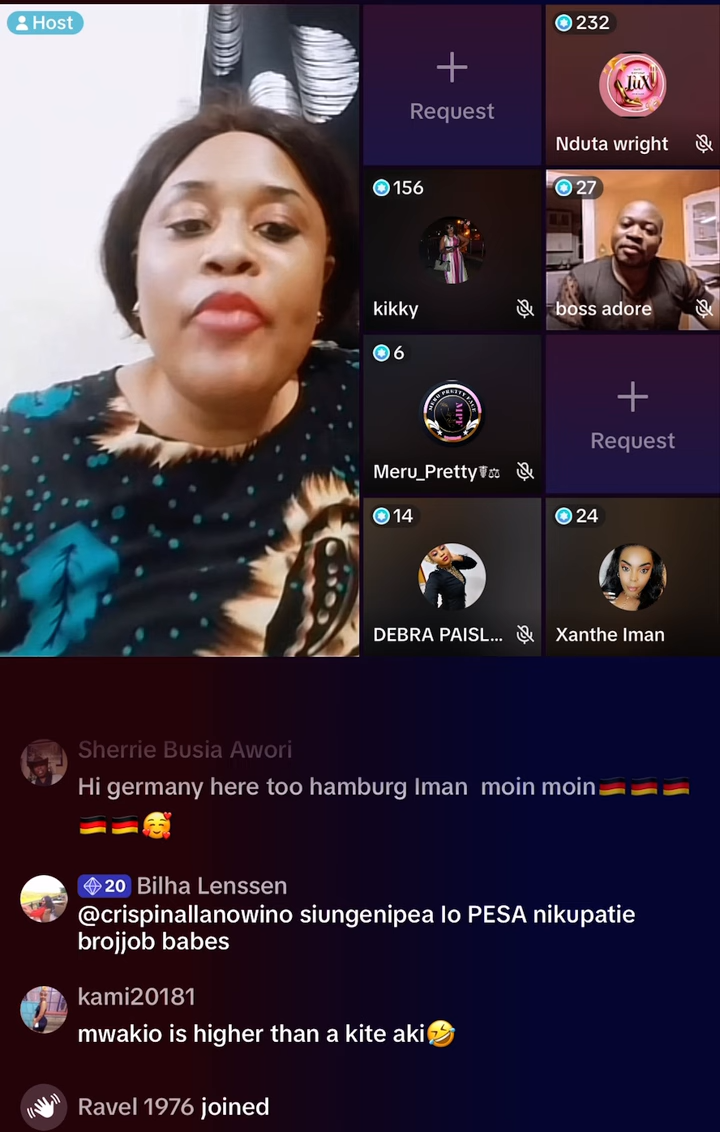 Host
Request
232
Nduta wright
156
kikky
27
boss adore
6
Meru_Pretty☤⚖
Request
14
DEBRA PAISL...
24
Xanthe Iman
Sherrie Busia Awori
Hi germany here too hamburg Iman moin moin🇩🇪🇩🇪🇩🇪
🇩🇪🇩🇪🥰
20 Bilha Lenssen
@crispinallanowino siungenipea lo PESA nikupatie
brojjob babes
kami20181
mwakio is higher than a kite aki🤣
Ravel 1976 joined